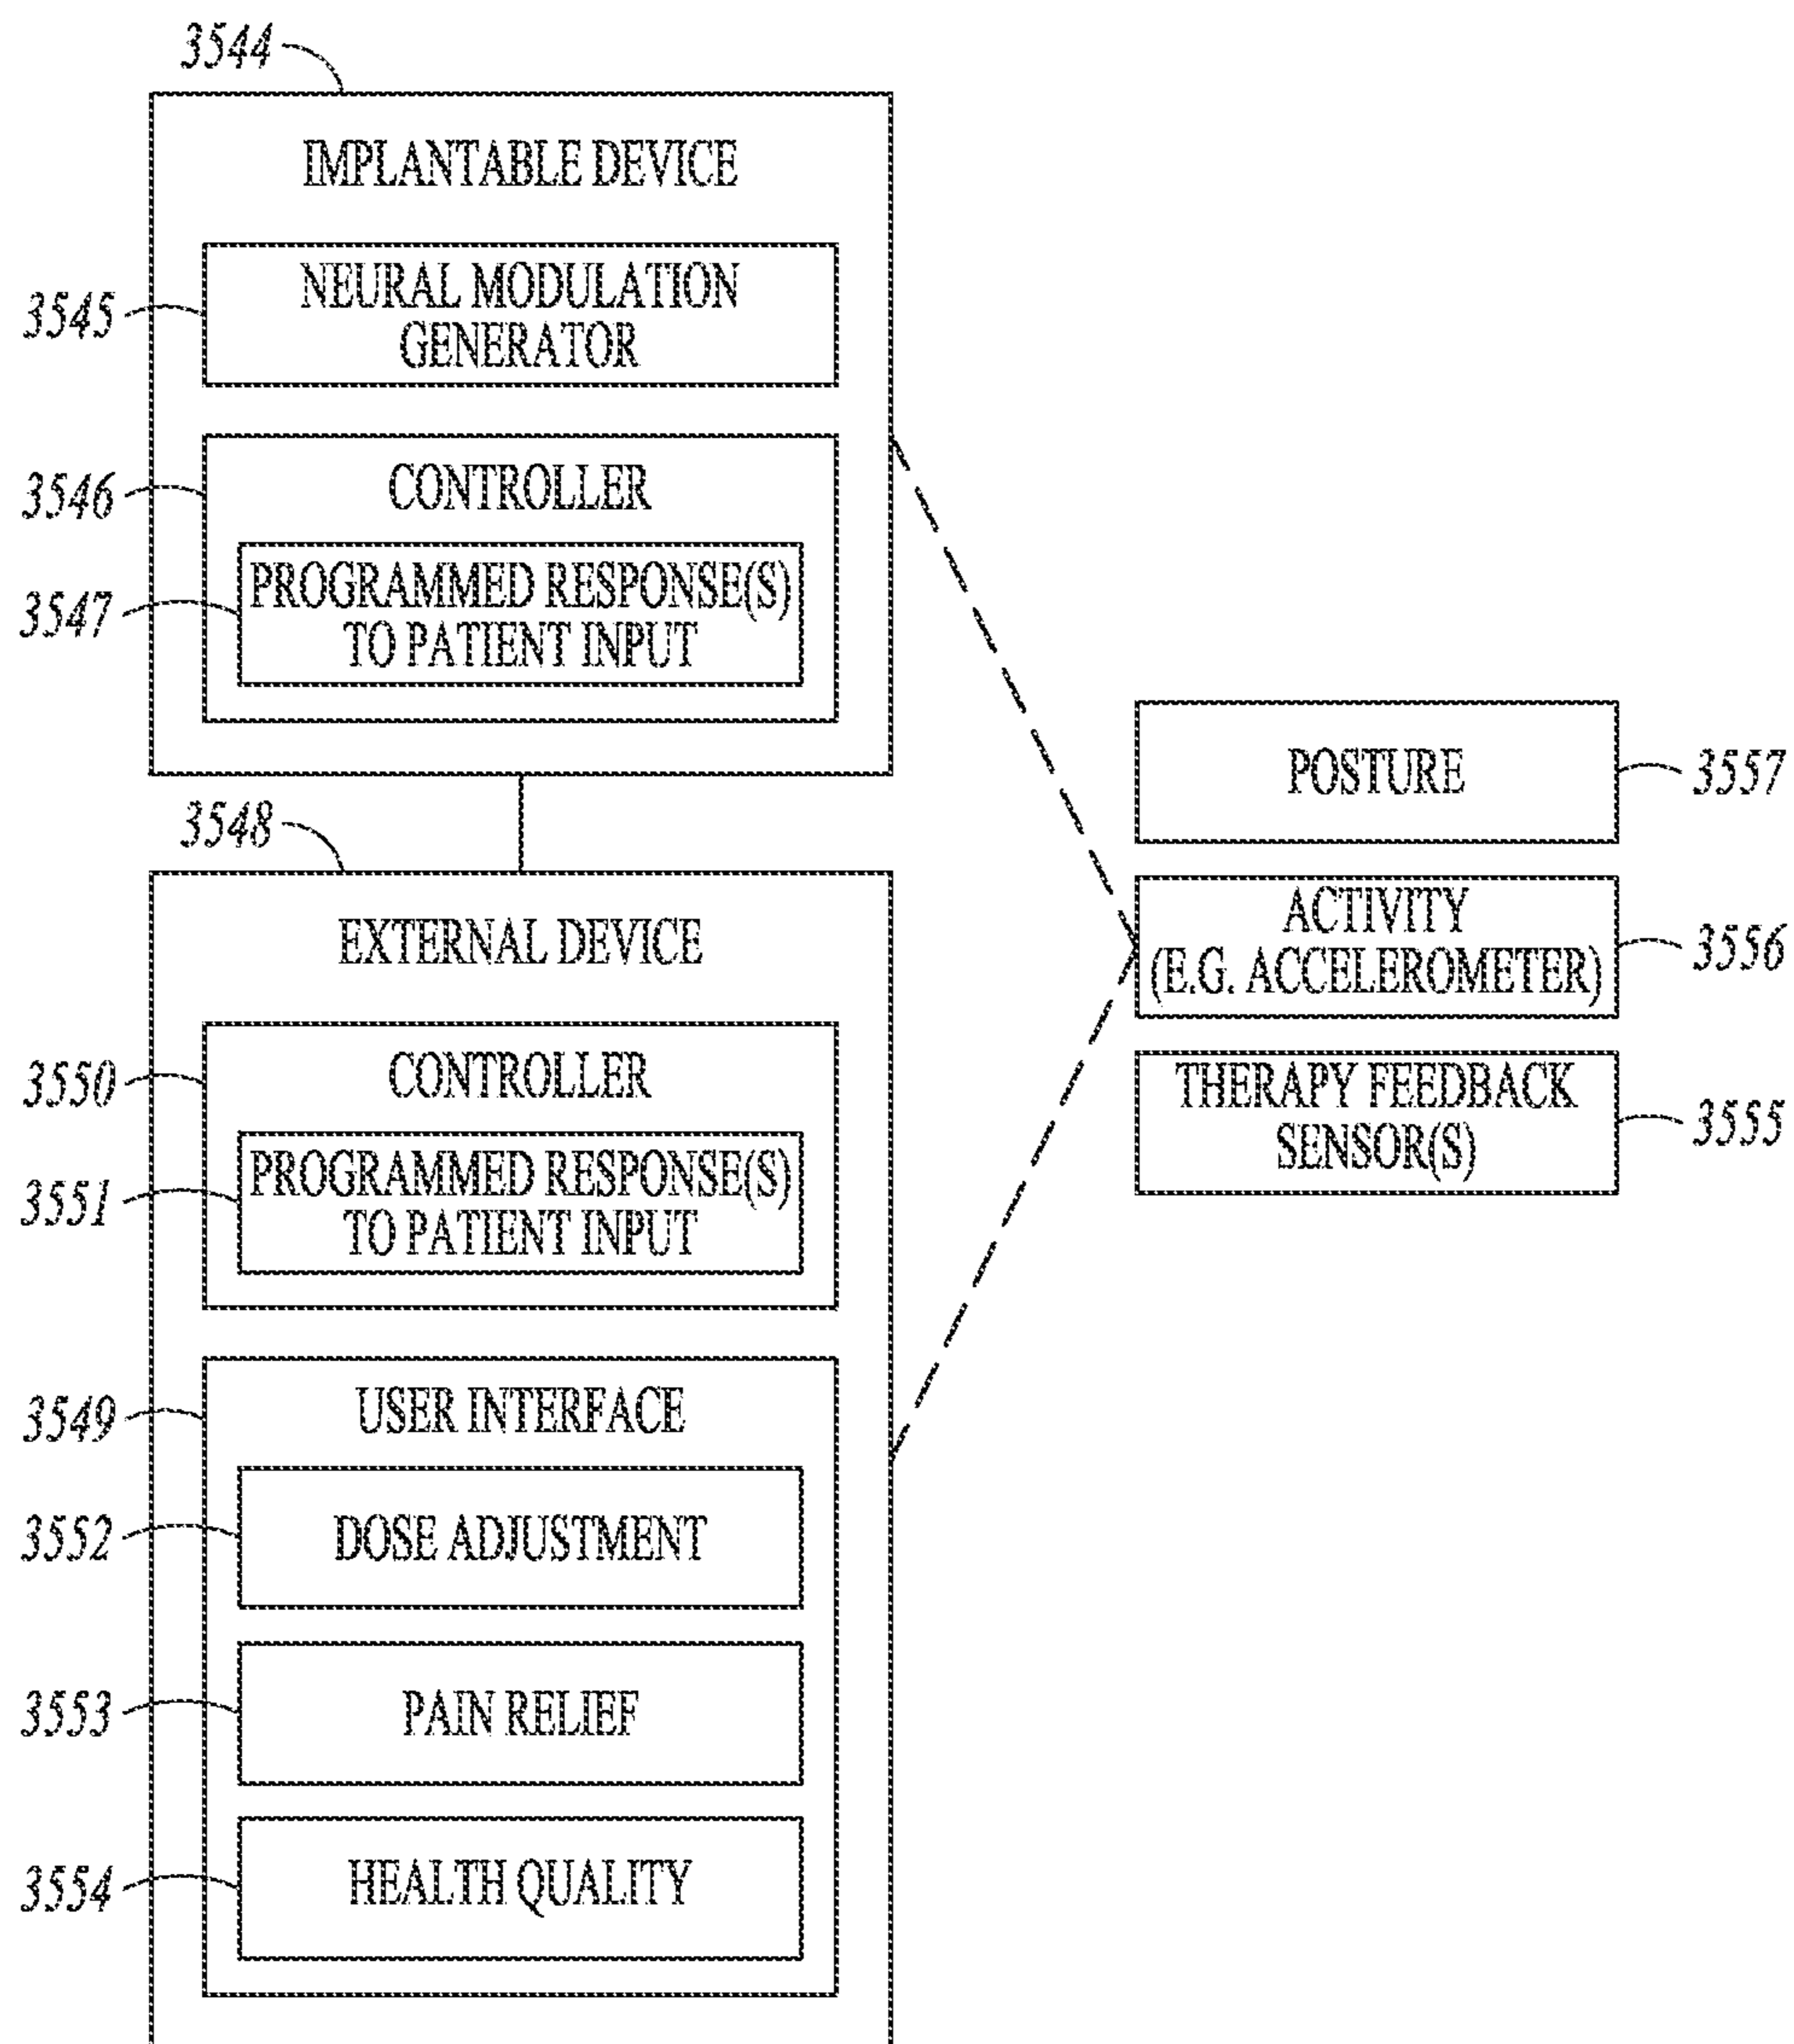 3544
IMPLANTABLE DEVICE
3545
NEURAL MODULATION
GENERATOR
3546
CONTROLLER
3547
PROGRAMMED RESPONSE(S)
TO PATIENT INPUT
3548
EXTERNAL DEVICE
3550
CONTROLLER
3551
PROGRAMMED RESPONSE(S)
TO PATIENT INPUT
3549
USER INTERFACE
3552
DOSE ADJUSTMENT
3553
PAIN RELIEF
3554
HEALTH QUALITY
POSTURE
3557
ACTIVITY
(E.G. ACCELEROMETER)
3556
THERAPY FEEDBACK
SENSOR(S)
3555